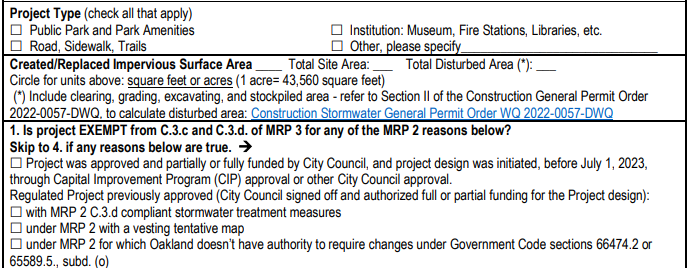 Project Type (check all that apply)
☐ Public Park and Park Amenities ☐ Institution: Museum, Fire Stations, Libraries, etc.
☐ Road, Sidewalk, Trails ☐ Other, please specify____________________
Created/Replaced Impervious Surface Area ____ Total Site Area: ___ Total Disturbed Area (*): ___
Circle for units above: square feet or acres (1 acre= 43,560 square feet)
(*) Include clearing, grading, excavating, and stockpiled area - refer to Section II of the Construction General Permit Order
2022-0057-DWQ, to calculate disturbed area: Construction Stormwater General Permit Order WQ 2022-0057-DWQ
1. Is project EXEMPT from C.3.c and C.3.d. of MRP 3 for any of the MRP 2 reasons below?
Skip to 4. if any reasons below are true. ➔
☐ Project was approved and partially or fully funded by City Council, and project design was initiated, before July 1, 2023,
through Capital Improvement Program (CIP) approval or other City Council approval.
Regulated Project previously approved (City Council signed off and authorized full or partial funding for the Project design):
☐ with MRP 2 C.3.d compliant stormwater treatment measures
☐ under MRP 2 with a vesting tentative map
☐ under MRP 2 for which Oakland doesn't have authority to require changes under Government Code sections 66474.2 or
65589.5., subd. (o)